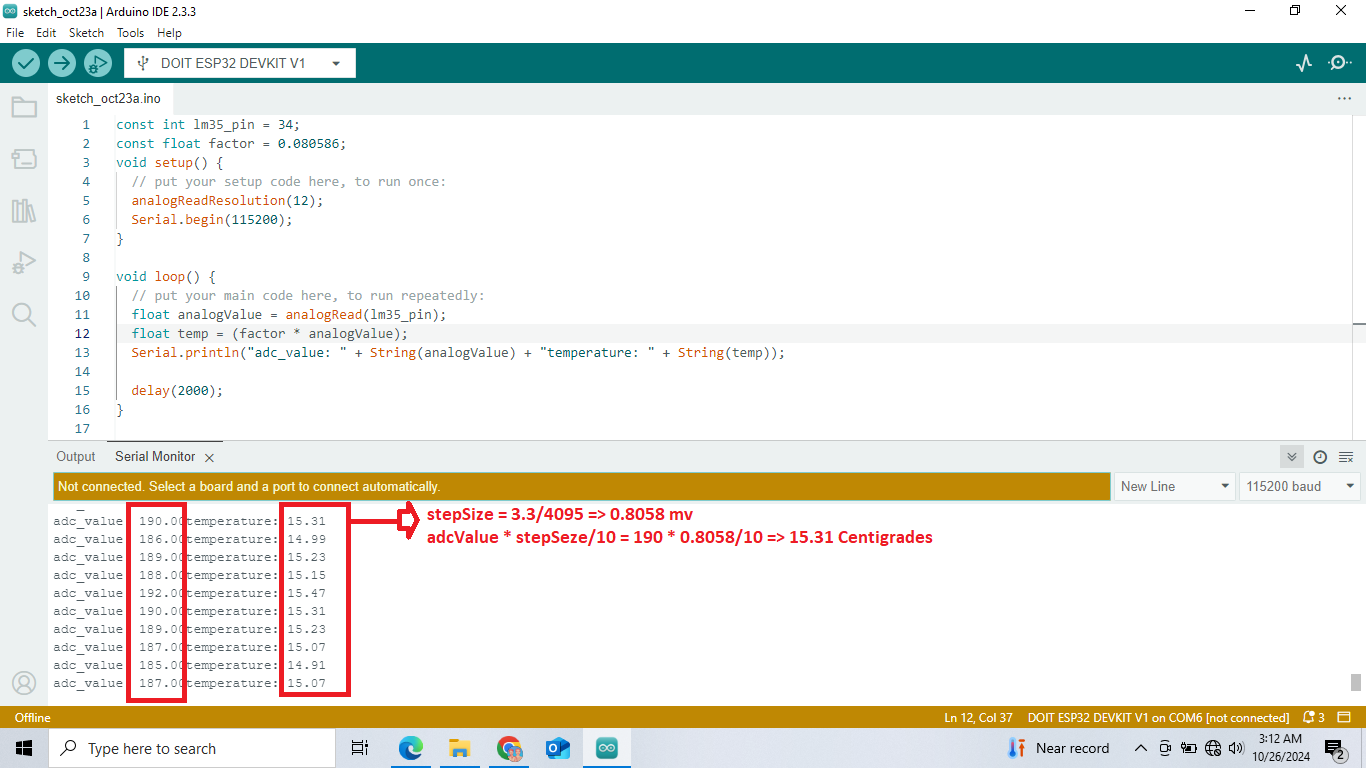 sketch_oct23a | Arduino IDE 2.3.3
File Edit Sketch Tools Help
DOIT ESP32 DEVKIT V1
sketch_oct23a.ino
1 const int lm35_pin = 34;
2 const float factor = 0.080586;
3 void setup() {
4 // put your setup code here, to run once:
5 analogReadResolution(12);
6 Serial.begin(115200);
7 }
8
9 void loop() {
10 // put your main code here, to run repeatedly:
11 float analogValue = analogRead(lm35_pin);
12 float temp = (factor * analogValue);
13 Serial.println("adc_value: " + String(analogValue) + "temperature: " + String(temp));
14
15 delay(2000);
16 }
17
Output Serial Monitor
Not connected. Select a board and a port to connect automatically.
New Line 115200 baud
adc_value: 190.00temperature: 15.31
adc_value: 186.00temperature: 14.99
adc_value: 189.00temperature: 15.23
adc_value: 188.00temperature: 15.15
adc_value: 192.00temperature: 15.47
adc_value: 190.00temperature: 15.31
adc_value: 189.00temperature: 15.23
adc_value: 187.00temperature: 15.07
adc_value: 185.00temperature: 14.91
adc_value: 187.00temperature: 15.07
stepSize = 3.3/4095 => 0.8058 mv
adcValue * stepSeze/10 = 190 * 0.8058/10 => 15.31 Centigrades
Offline
Ln 12, Col 37 DOIT ESP32 DEVKIT V1 on COM6 [not connected] 3
Type here to search
Near record
3:12 AM
10/26/2024
2